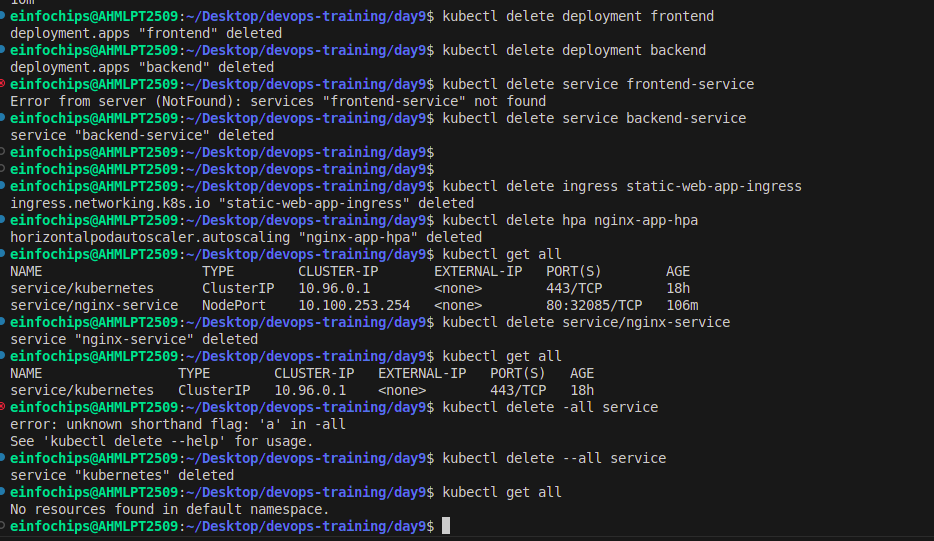 10m
einfochips@AHMLPT2509:~/Desktop/devops-training/day9$ kubectl delete deployment frontend
deployment.apps "frontend" deleted
einfochips@AHMLPT2509:~/Desktop/devops-training/day9$ kubectl delete deployment backend
deployment.apps "backend" deleted
einfochips@AHMLPT2509:~/Desktop/devops-training/day9$ kubectl delete service frontend-service
Error from server (NotFound): services "frontend-service" not found
einfochips@AHMLPT2509:~/Desktop/devops-training/day9$ kubectl delete service backend-service
service "backend-service" deleted
einfochips@AHMLPT2509:~/Desktop/devops-training/day9$
einfochips@AHMLPT2509:~/Desktop/devops-training/day9$
einfochips@AHMLPT2509:~/Desktop/devops-training/day9$ kubectl delete ingress static-web-app-ingress
ingress.networking.k8s.io "static-web-app-ingress" deleted
einfochips@AHMLPT2509:~/Desktop/devops-training/day9$ kubectl delete hpa nginx-app-hpa
horizontalpodautoscaler.autoscaling "nginx-app-hpa" deleted
einfochips@AHMLPT2509:~/Desktop/devops-training/day9$ kubectl get all
NAME                    TYPE        CLUSTER-IP       EXTERNAL-IP   PORT(S)        AGE
service/kubernetes      ClusterIP   10.96.0.1        <none>        443/TCP        18h
service/nginx-service   NodePort    10.100.253.254   <none>        80:32085/TCP   106m
einfochips@AHMLPT2509:~/Desktop/devops-training/day9$ kubectl delete service/nginx-service
service "nginx-service" deleted
einfochips@AHMLPT2509:~/Desktop/devops-training/day9$ kubectl get all
NAME                 TYPE        CLUSTER-IP   EXTERNAL-IP   PORT(S)   AGE
service/kubernetes   ClusterIP   10.96.0.1    <none>        443/TCP   18h
einfochips@AHMLPT2509:~/Desktop/devops-training/day9$ kubectl delete -all service
error: unknown shorthand flag: 'a' in -all
See 'kubectl delete --help' for usage.
einfochips@AHMLPT2509:~/Desktop/devops-training/day9$ kubectl delete --all service
service "kubernetes" deleted
einfochips@AHMLPT2509:~/Desktop/devops-training/day9$ kubectl get all
No resources found in default namespace.
einfochips@AHMLPT2509:~/Desktop/devops-training/day9$